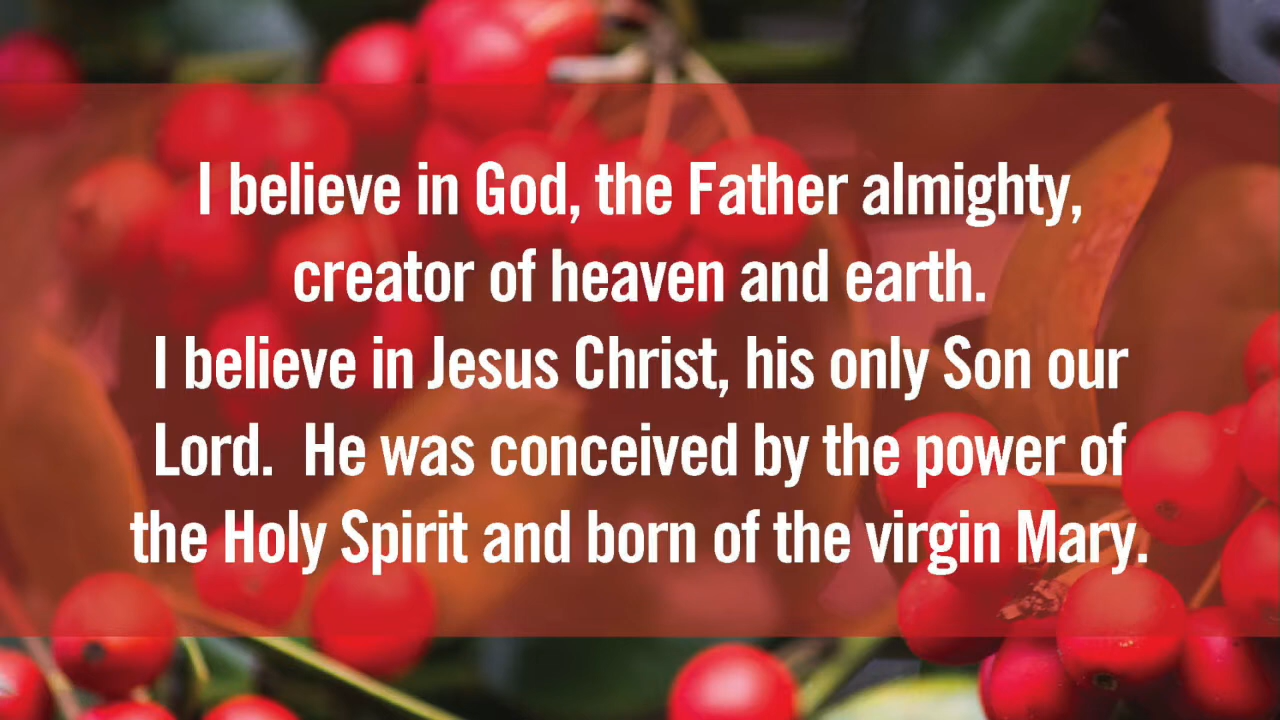 I believe in God, the Father almighty,
creator of heaven and earth.
I believe in Jesus Christ, his only Son our
Lord.  He was conceived by the power of
the Holy Spirit and born of the virgin Mary.